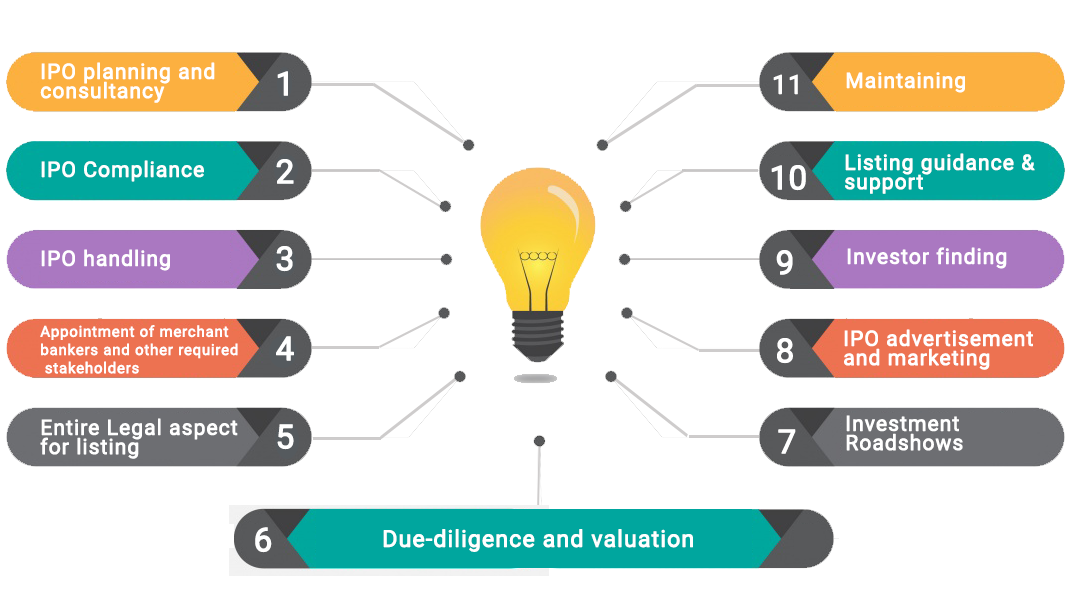 1
IPO planning and
consultancy
2
IPO Compliance
3
IPO handling
4
Appointment of merchant
bankers and other required
stakeholders
5
Entire Legal aspect
for listing
6
Due-diligence and valuation
7
Investment
Roadshows
8
IPO advertisement
and marketing
9
Investor finding
10
Listing guidance &
support
11
Maintaining